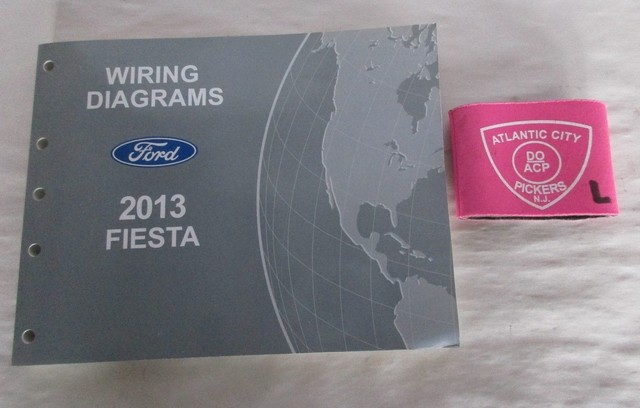 WIRING
DIAGRAMS
Ford
2013
FIESTA
ATLANTIC CITY
DO
ACP
PICKERS
N.J.
L